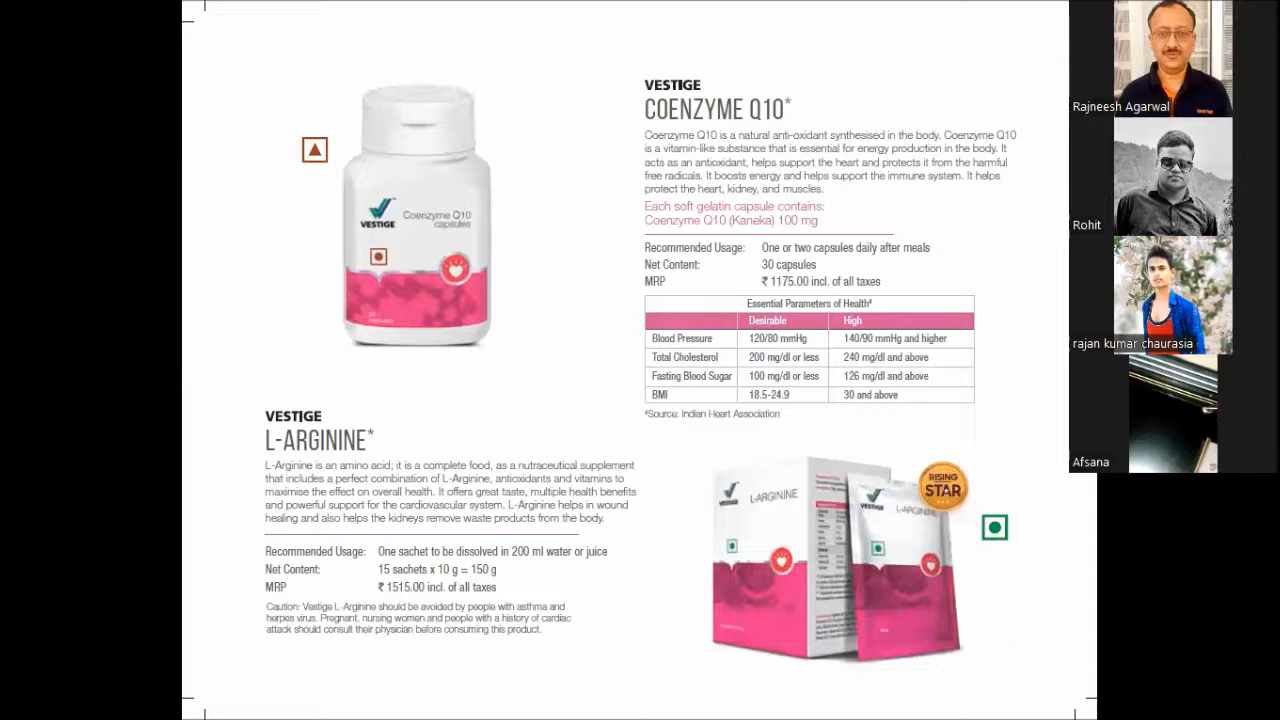 VESTIGE
COENZYME Q10*
Coenzyme Q10 is a natural anti-oxidant synthesised in the body. Coenzyme Q10
is a vitamin-like substance that is essential for energy production in the body. It
acts as an antioxidant, helps support the heart and protects it from the harmful
free radicals. It boosts energy and helps support the immune system. It helps
protect the heart, kidney, and muscles.
Each soft gelatin capsule contains:
Coenzyme Q10 (Kaneka) 100 mg
Recommended Usage: One or two capsules daily after meals
Net Content: 30 capsules
MRP ₹ 1175.00 incl. of all taxes
Essential Parameters of Health#
Desirable High
Blood Pressure 120/80 mmHg 140/90 mmHg and higher
Total Cholesterol 200 mg/dl or less 240 mg/dl and above
Fasting Blood Sugar 100 mg/dl or less 126 mg/dl and above
BMI 18.5-24.9 30 and above
#Source: Indian Heart Association
VESTIGE
Coenzyme Q10
capsules
VESTIGE
L-ARGININE*
L-Arginine is an amino acid; it is a complete food, as a nutraceutical supplement
that includes a perfect combination of L-Arginine, antioxidants and vitamins to
maximise the effect on overall health. It offers great taste, multiple health benefits
and powerful support for the cardiovascular system. L-Arginine helps in wound
healing and also helps the kidneys remove waste products from the body.
Recommended Usage: One sachet to be dissolved in 200 ml water or juice
Net Content: 15 sachets x 10 g = 150 g
MRP ₹ 1515.00 incl. of all taxes
Caution: Vestige L-Arginine should be avoided by people with asthma and
herpes virus. Pregnant, nursing women and people with a history of cardiac
attack should consult their physician before consuming this product.
VESTIGE
L-ARGININE
VESTIGE
L-ARGININE
RISING
STAR
Rajneesh Agarwal
Rohit
rajan kumar chaurasia
Afsana